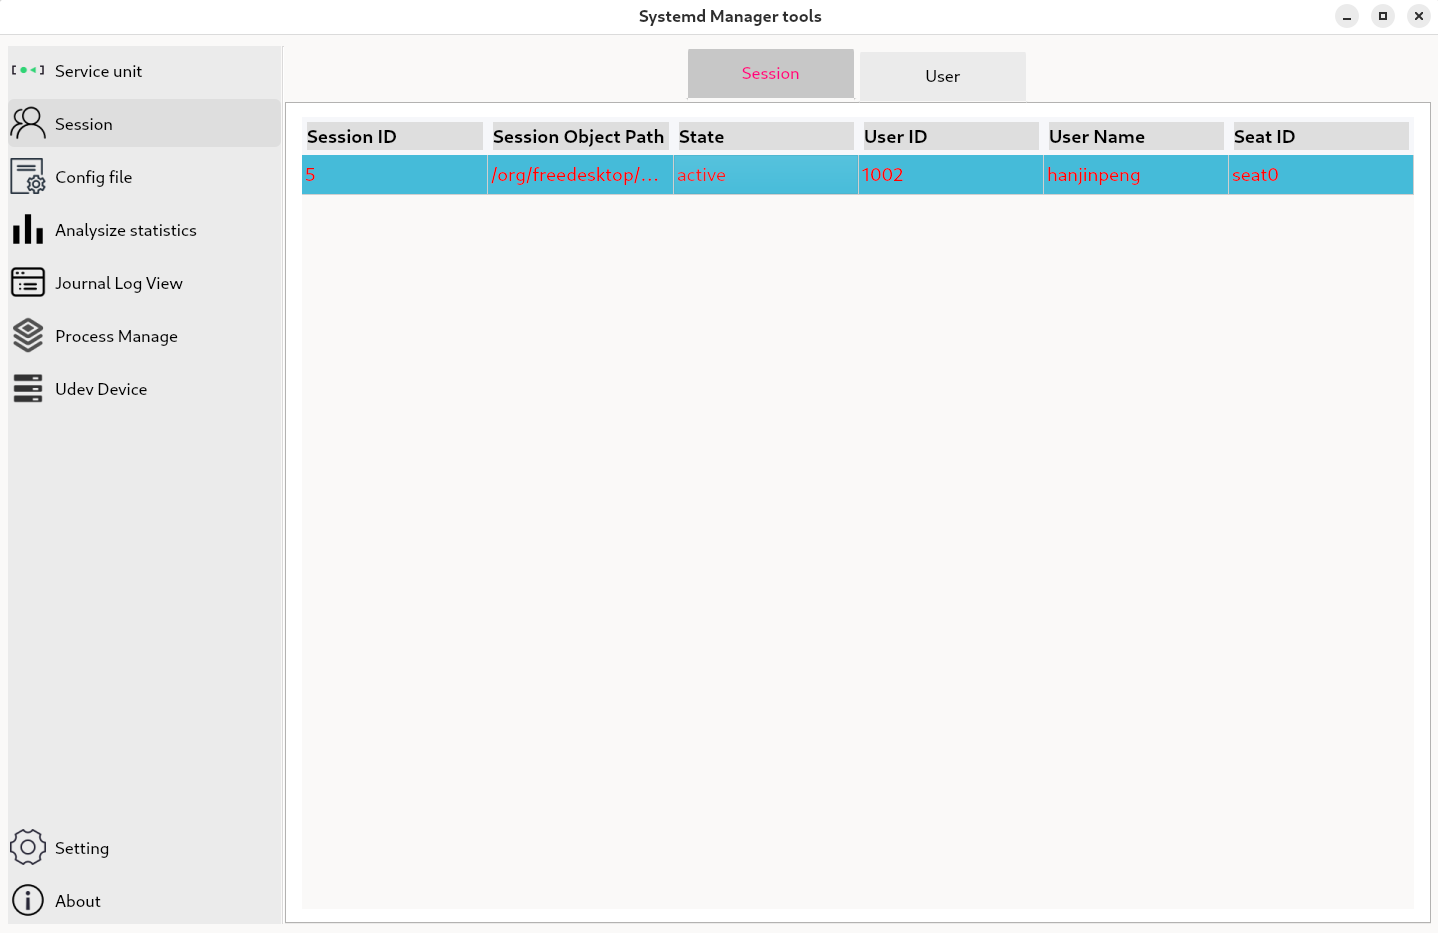 Systemd Manager tools
Service unit
Session
Config file
Analysize statistics
Journal Log View
Process Manage
Udev Device
Setting
About
Session User
Session ID Session Object Path State User ID User Name Seat ID
5 /org/freedesktop/... active 1002 hanjinpeng seat0